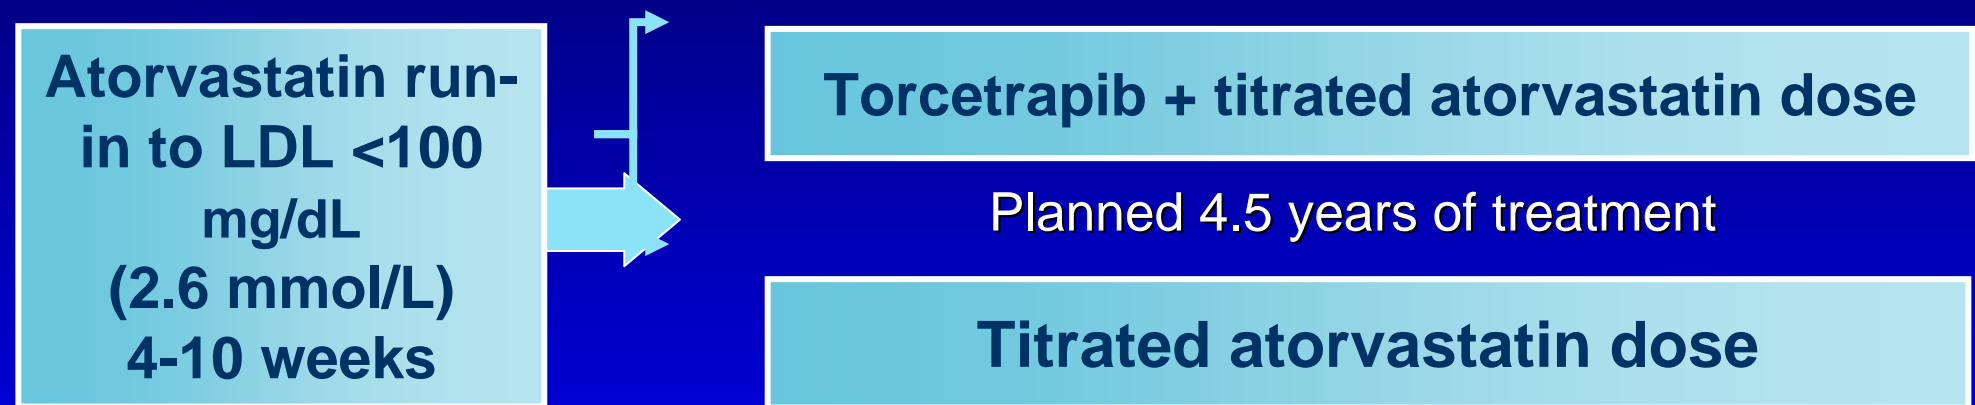 Atorvastatin run-
in to LDL <100
mg/dL
(2.6 mmol/L)
4-10 weeks
Torcetrapib + titrated atorvastatin dose
Planned 4.5 years of treatment
Titrated atorvastatin dose